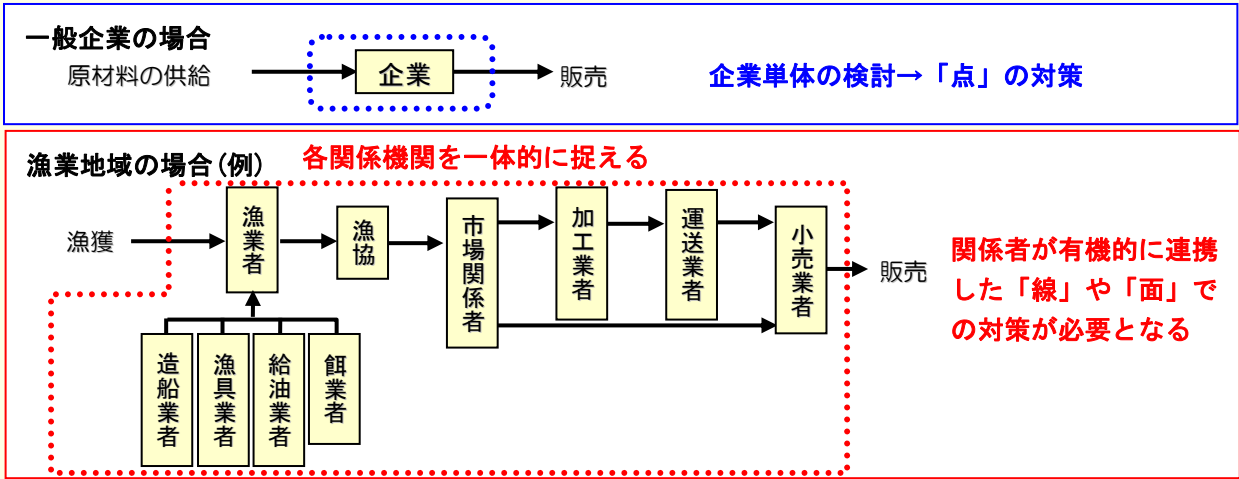 一般企業の場合
原材料の供給
企業
販売
企業単体の検討→「点」の対策
漁業地域の場合(例)
各関係機関を一体的に捉える
漁獲
漁業者
漁協
市場関係者
加工業者
運送業者
小売業者
販売
造船業者
漁具業者
給油業者
餌業者
関係者が有機的に連携
した「線」や「面」で
の対策が必要となる